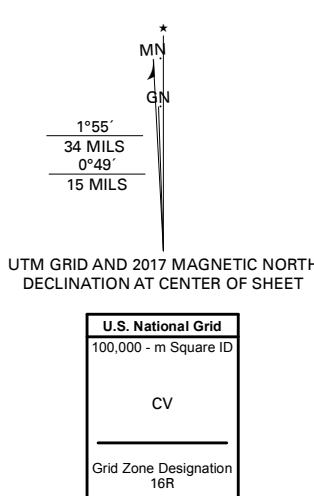 MN
GN
1°55´
34 MILS
0°49´
15 MILS
UTM GRID AND 2017 MAGNETIC NORTH
DECLINATION AT CENTER OF SHEET
U.S. National Grid
100,000 - m Square ID
CV
Grid Zone Designation
16R